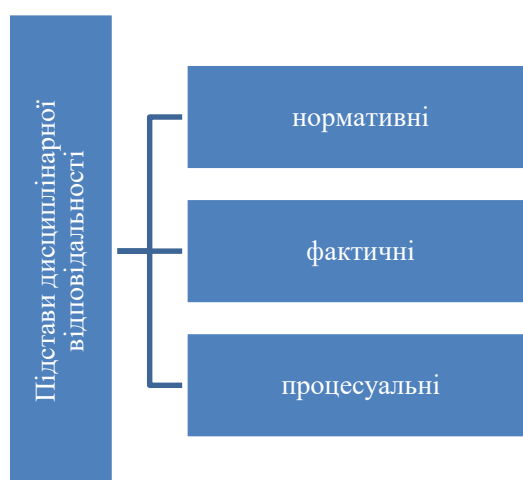 Підстави дисциплінарної
відповідальності
нормативні
фактичні
процесуальні